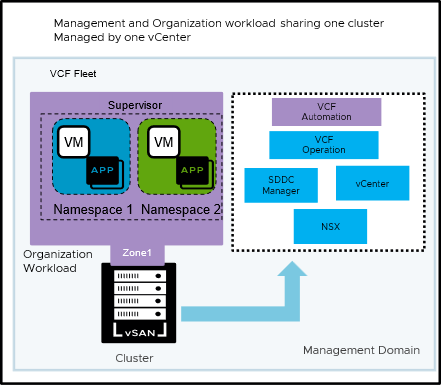 Management and Organization workload sharing one cluster
Managed by one vCenter
VCF Fleet
Supervisor
VM
APP
Namespace 1
VM
APP
Namespace 2
Zone1
Organization
Workload
vSAN
Cluster
VCF
Automation
VCF
Operation
SDDC
Manager
vCenter
NSX
Management Domain